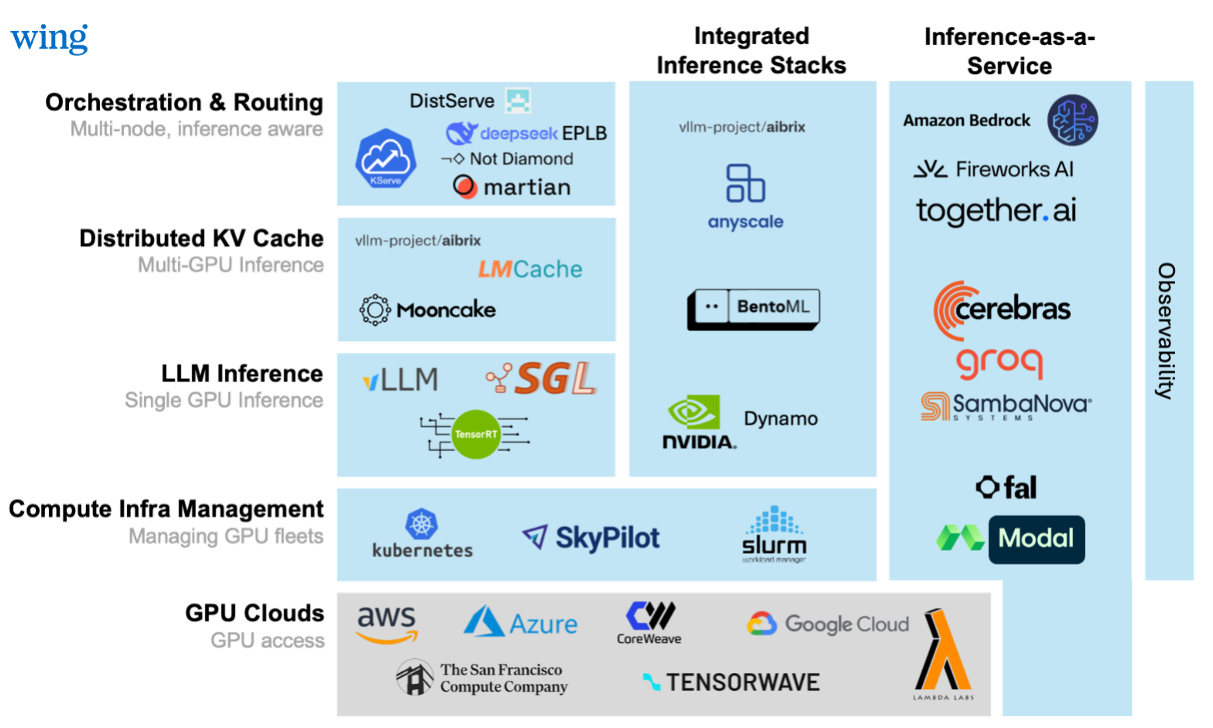 wing
Integrated
Inference Stacks
Inference-as-a-
Service
Orchestration & Routing
Multi-node, inference aware
DistServe
KServe
deepseek EPLB
Not Diamond
martian
Distributed KV Cache
Multi-GPU Inference
vllm-project/aibrix
LMCache
Mooncake
LLM Inference
Single GPU Inference
vLLM
SGL
TensorRT
vllm-project/aibrix
anyscale
BentoML
NVIDIA.
Dynamo
Amazon Bedrock
Fireworks AI
together.ai
cerebras
groq
SambaNova
SYSTEMS
fal
Modal
Observability
Compute Infra Management
Managing GPU fleets
kubernetes
SkyPilot
slurm
workload manager
GPU Clouds
GPU access
aws
Azure
CW
CoreWeave
Google Cloud
The San Francisco
Compute Company
TENSORWAVE
LAMBDA LABS